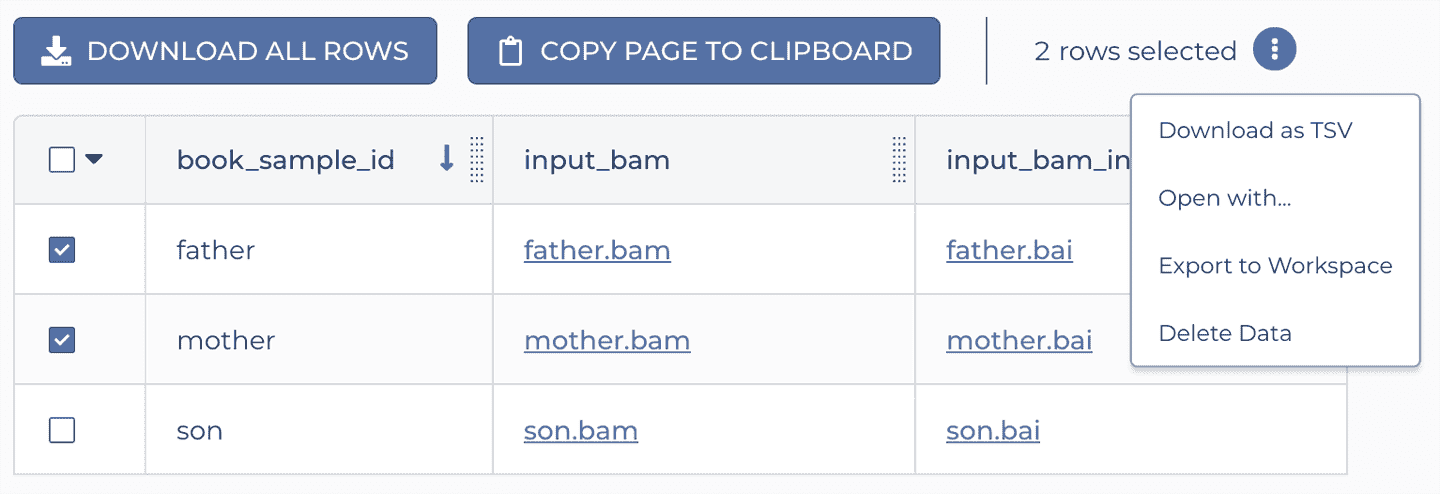 DOWNLOAD ALL ROWS COPY PAGE TO CLIPBOARD 2 rows selected
Download as TSV
Open with...
Export to Workspace
Delete Data
book_sample_id input_bam input_bam_in
father father.bam father.bai
mother mother.bam mother.bai
son son.bam son.bai